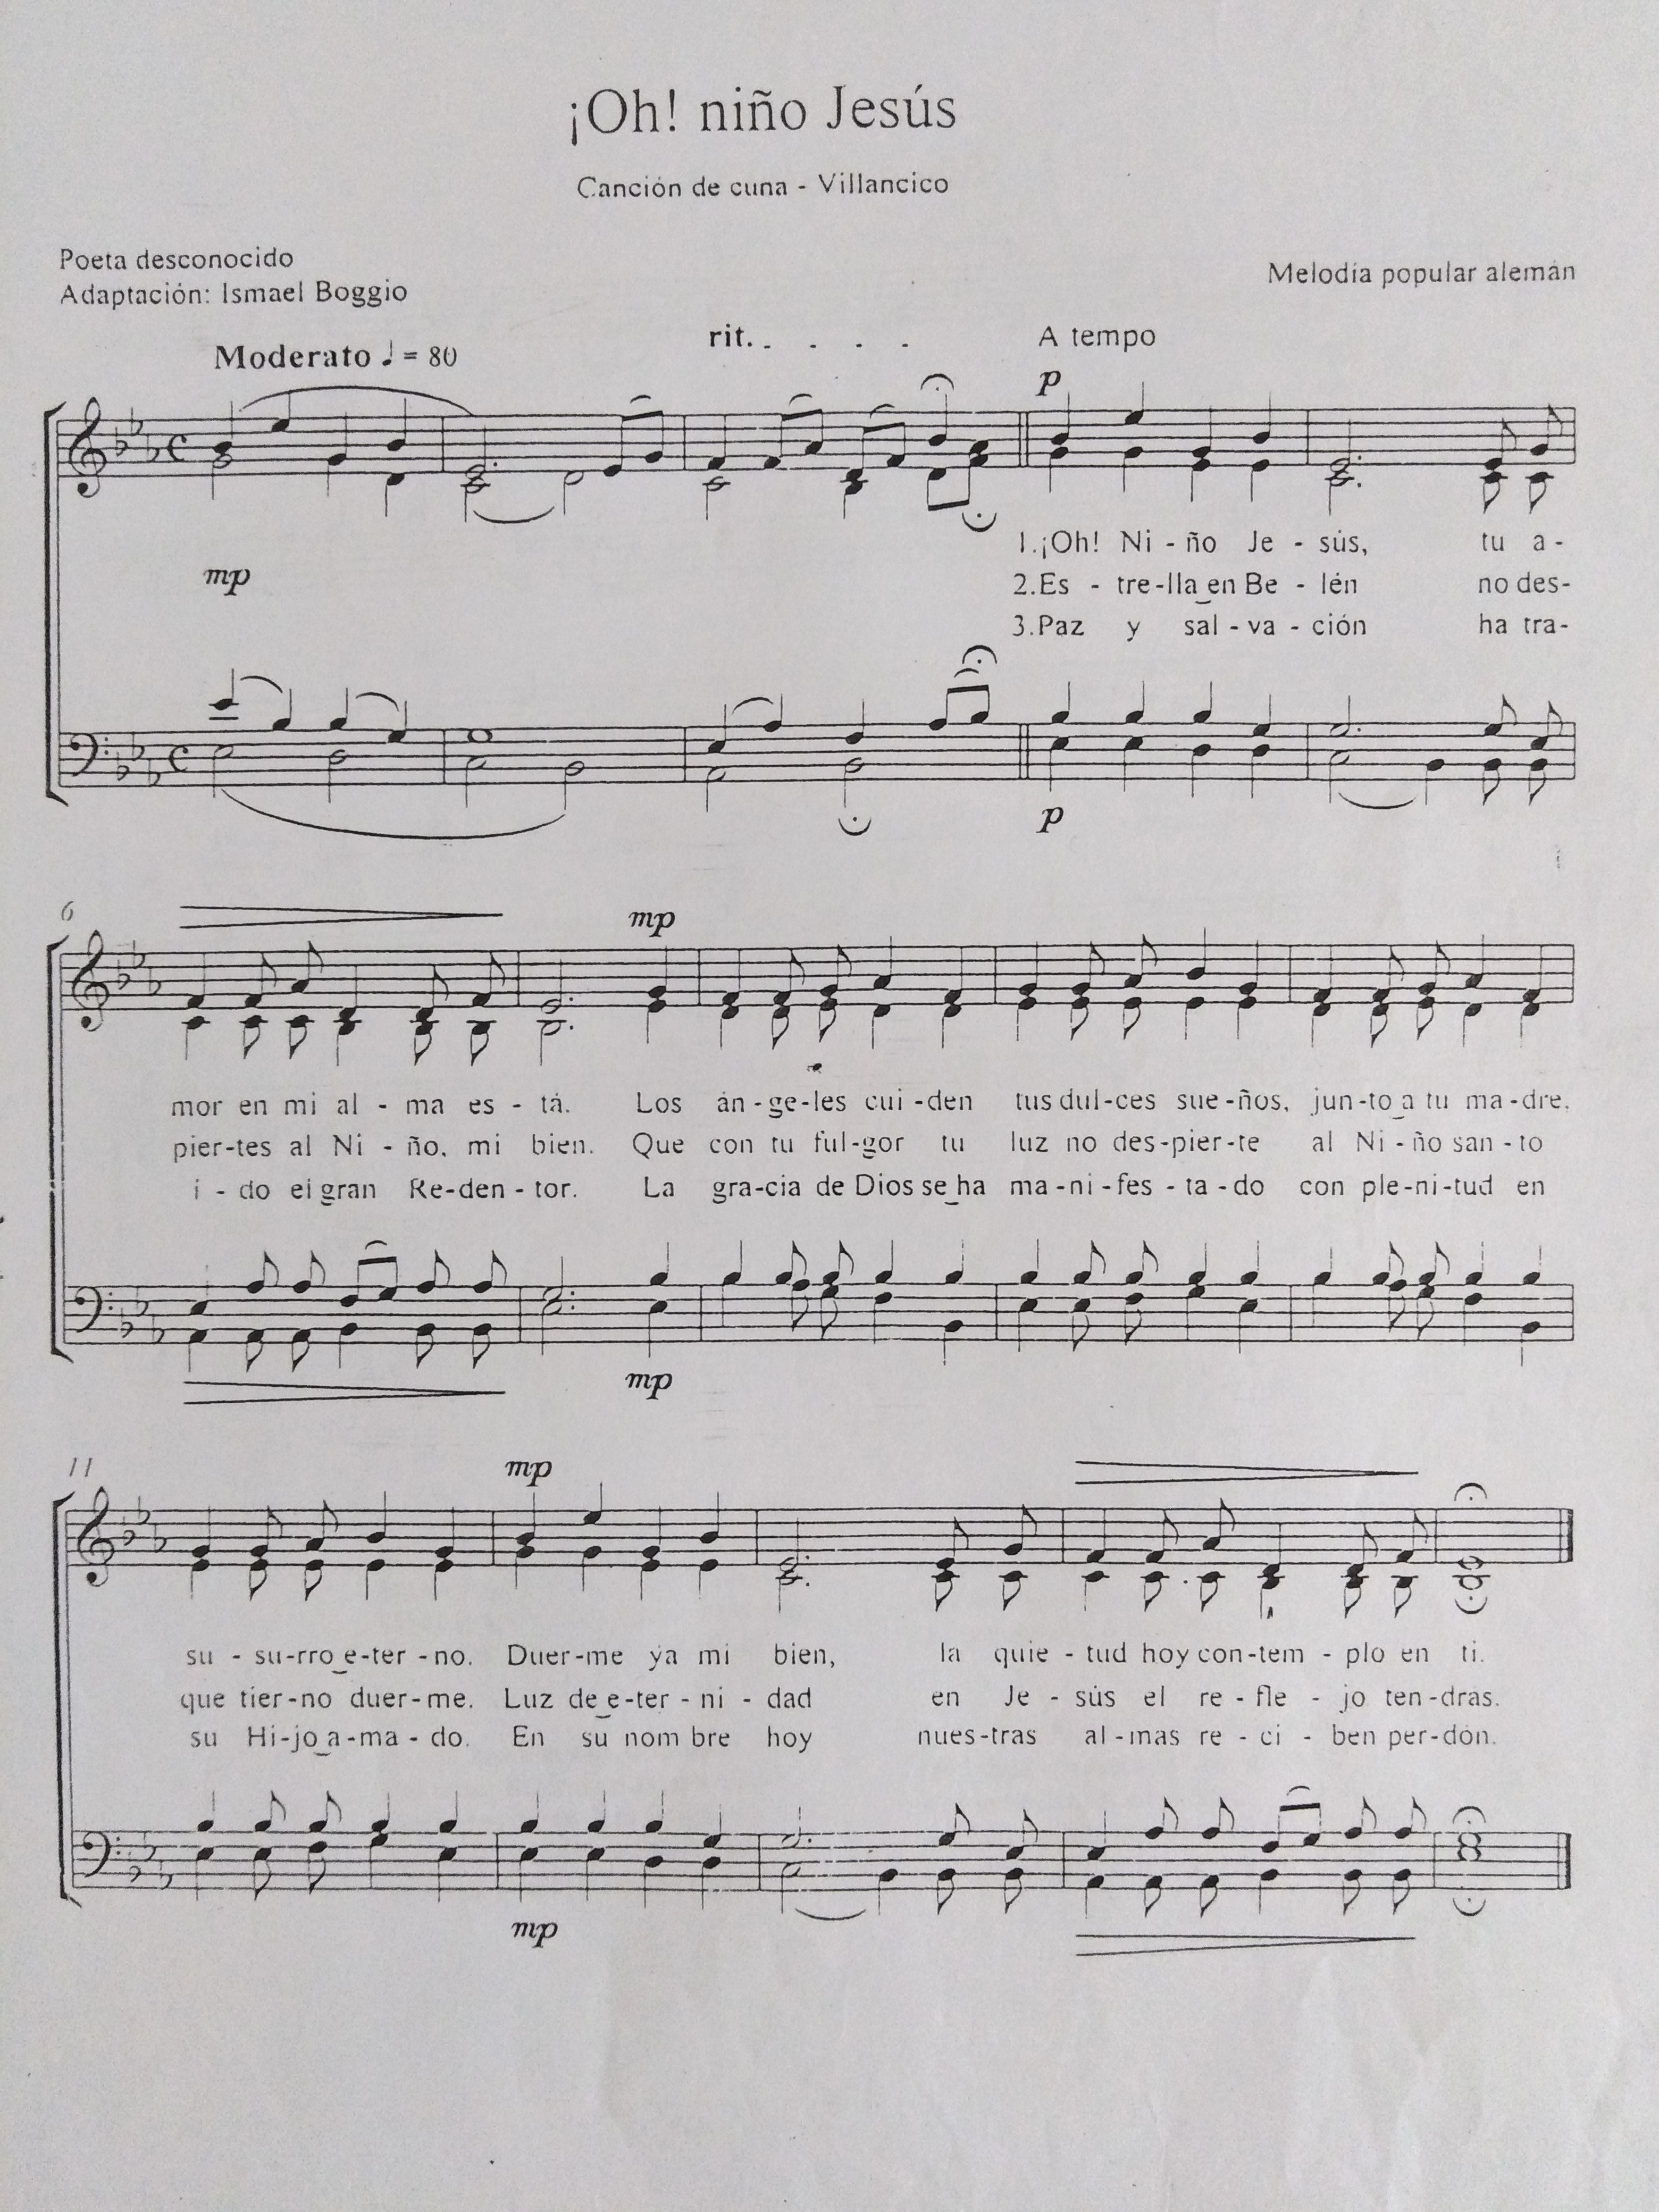 ¡Oh! niño Jesús
Canción de cuna - Villancico
Poeta desconocido
Adaptación: Ismael Boggio
Melodía popular alemán
rit. . . . .
A tempo
Moderato ♩ = 80
p
1.¡Oh! Ni - ño Je - sús, tu a -
mp
2.Es - tre-lla en Be - lén no des-
3.Paz y sal - va - ción ha tra-
p
6
mp
mor en mi al - ma es - tá. Los án - ge-les cui -den tus dul-ces sue-ños, jun-to a tu ma-dre,
pier-tes al Ni - ño, mi bien. Que con tu ful-gor tu luz no des-pier-te al Ni - ño san - to
í - do el gran Re-den - tor. La gra-cia de Dios se ha ma-ni-fes - ta - do con ple-ni-tud en
mp
11
mp
su - su-rro e-ter -no. Duer-me ya mi bien, la quie - tud hoy con-tem - plo en ti.
que tier-no duer-me. Luz de e-ter - ni - dad en Je - sús el re - fle - jo ten-dras.
su Hi-jo a-ma - do. En su nom bre hoy nues-tras al-mas re - ci - ben per-dón.
mp